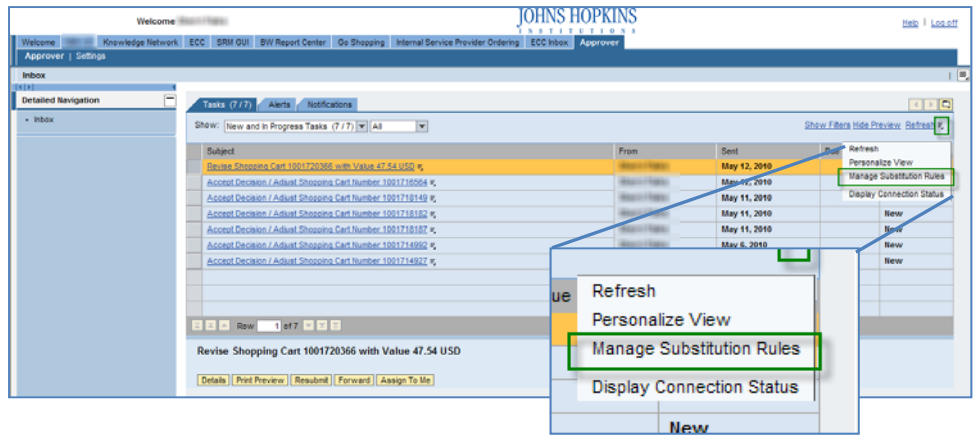 Welcome
JOHNS HOPKINS
INSTITUTIONS
Help | Log off
Welcome Knowledge Network ECC SRM GUI BW Report Center Go Shopping Internal Service Provider Ordering ECC Inbox Approver
Approver | Settings
Inbox
Detailed Navigation
• Inbox
Tasks (7 / 7) Alerts Notifications
Show: New and In Progress Tasks (7 / 7) All
Show Filters Hide Preview Refresh
Subject From Sent
Revise Shopping Cart 1001720366 with Value 47.54 USD May 12, 2010
Accept Decision / Adjust Shopping Cart Number 1001716564 May 12, 2010
Accept Decision / Adjust Shopping Cart Number 1001718149 May 11, 2010
Accept Decision / Adjust Shopping Cart Number 1001718182 May 11, 2010 New
Accept Decision / Adjust Shopping Cart Number 1001718187 May 11, 2010 New
Accept Decision / Adjust Shopping Cart Number 1001714992 May 6, 2010 New
Accept Decision / Adjust Shopping Cart Number 1001714927 New
Refresh
Personalize View
Manage Substitution Rules
Display Connection Status
Row 1 of 7
Revise Shopping Cart 1001720366 with Value 47.54 USD
Details Print Preview Resubmit Forward Assign To Me
ue
Refresh
Personalize View
Manage Substitution Rules
Display Connection Status
New